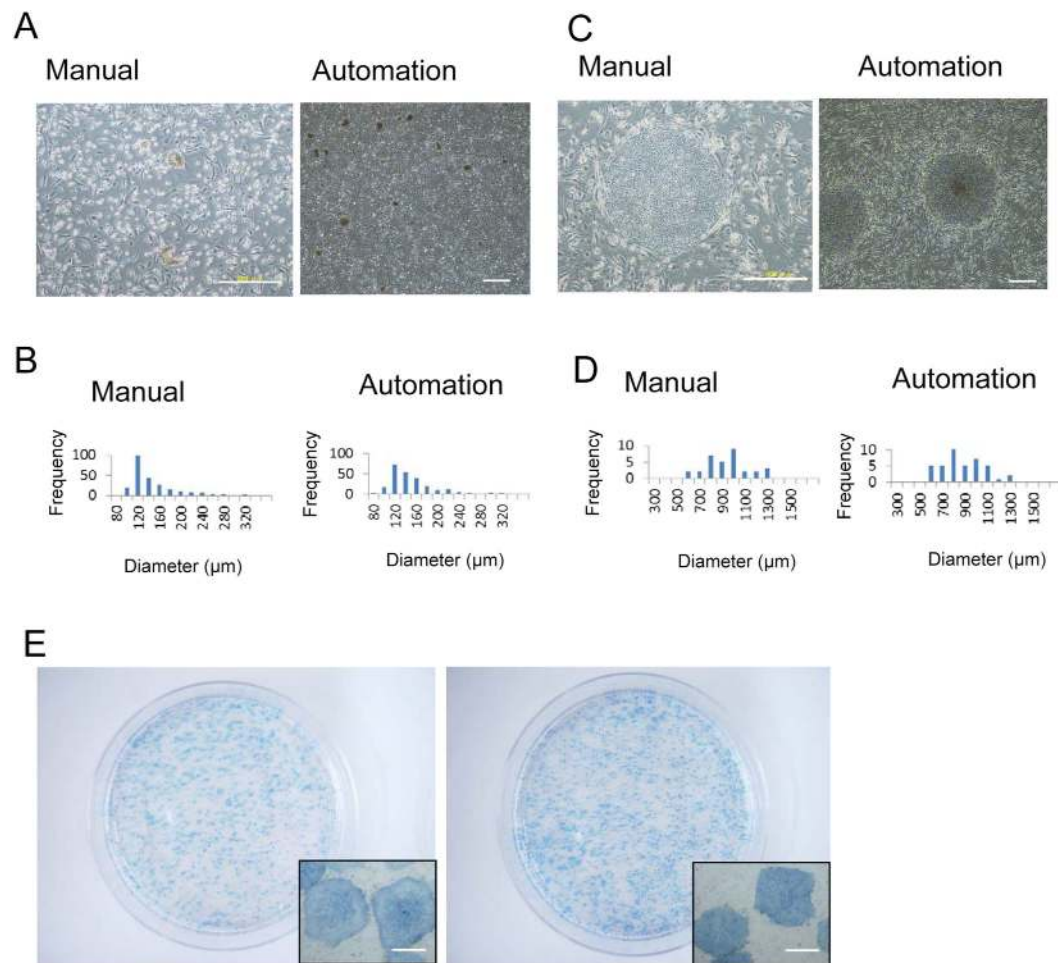 A
Manual
Automation
C
Manual
Automation
B
Manual
Automation
Frequency
100
50
0
80
120
160
200
240
280
320
Diameter (µm)
Frequency
100
50
0
80
120
160
200
240
280
320
Diameter (µm)
D
Manual
Automation
Frequency
10
5
0
300
500
700
900
1100
1300
1500
Diameter (µm)
Frequency
10
5
0
300
500
700
900
1100
1300
1500
Diameter (µm)
E